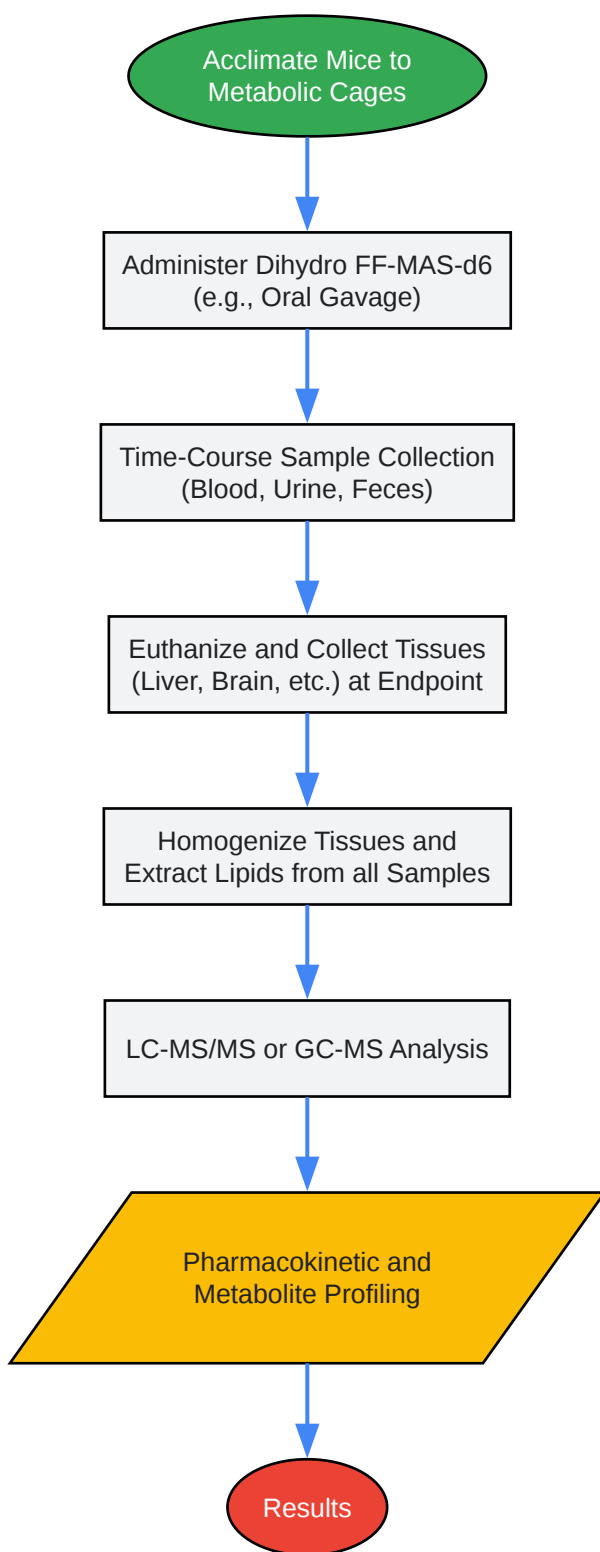 Acclimate Mice to
Metabolic Cages
Administer Dihydro FF-MAS-d6
(e.g., Oral Gavage)
Time-Course Sample Collection
(Blood, Urine, Feces)
Euthanize and Collect Tissues
(Liver, Brain, etc.) at Endpoint
Homogenize Tissues and
Extract Lipids from all Samples
LC-MS/MS or GC-MS Analysis
Pharmacokinetic and
Metabolite Profiling
Results